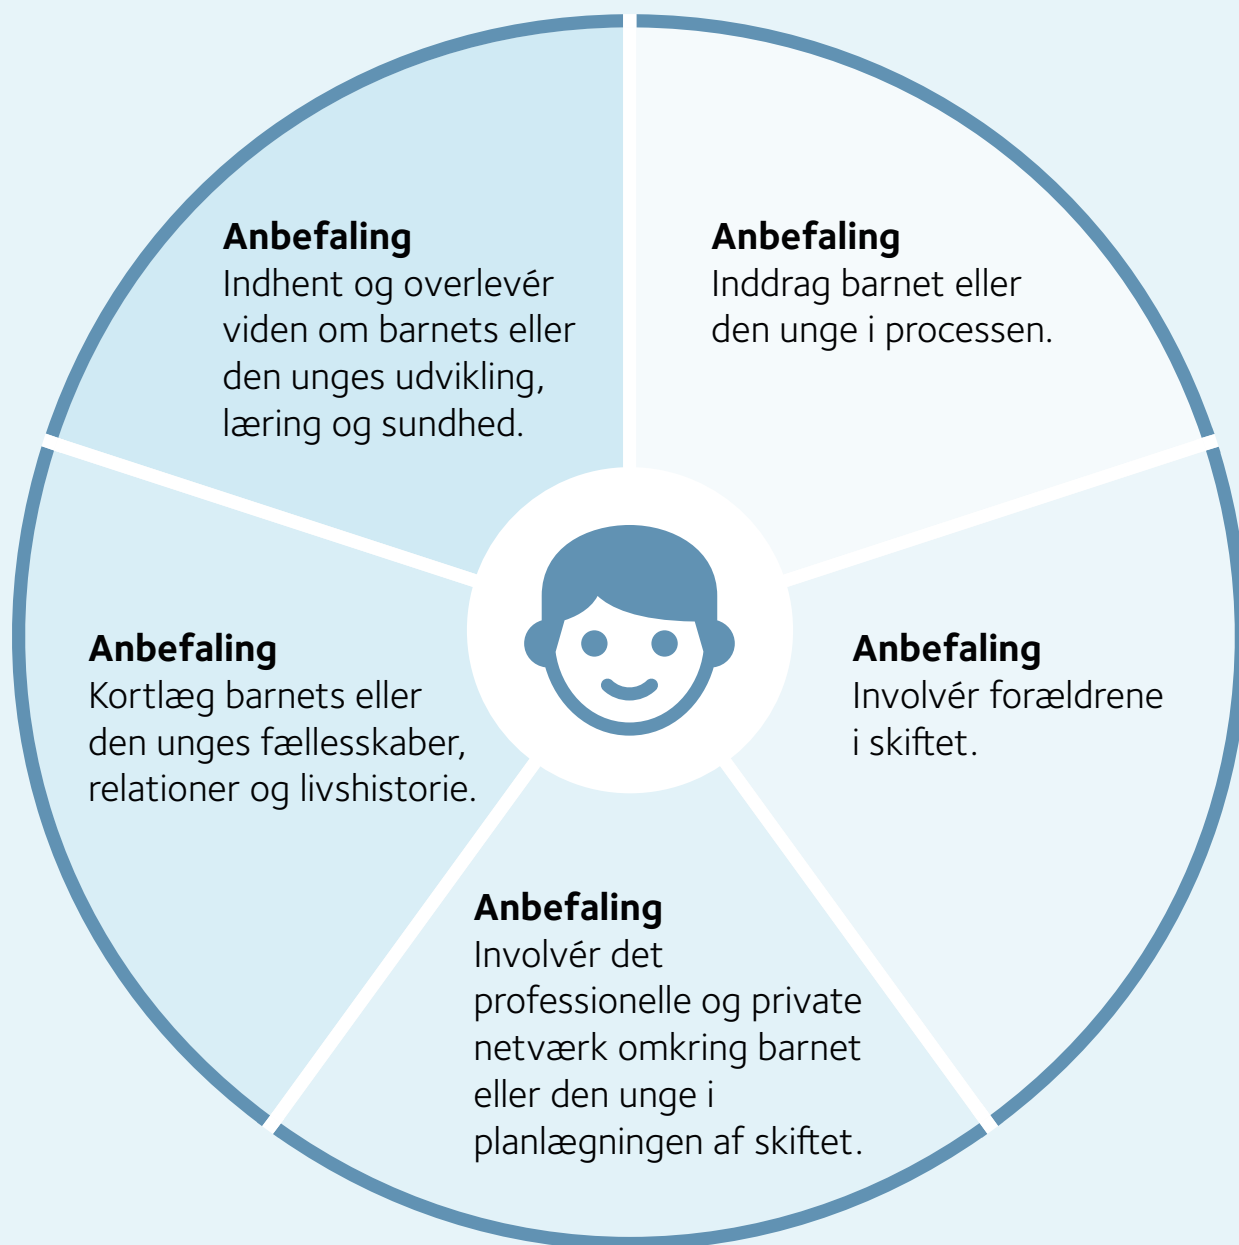 Anbefaling
Indhent og overlevér
viden om barnets eller
den unges udvikling,
læring og sundhed.
Anbefaling
Inddrag barnet eller
den unge i processen.
Anbefaling
Kortlæg barnets eller
den unges fællesskaber,
relationer og livshistorie.
Anbefaling
Involvér forældrene
i skiftet.
Anbefaling
Involvér det
professionelle og private
netværk omkring barnet
eller den unge i
planlægningen af skiftet.